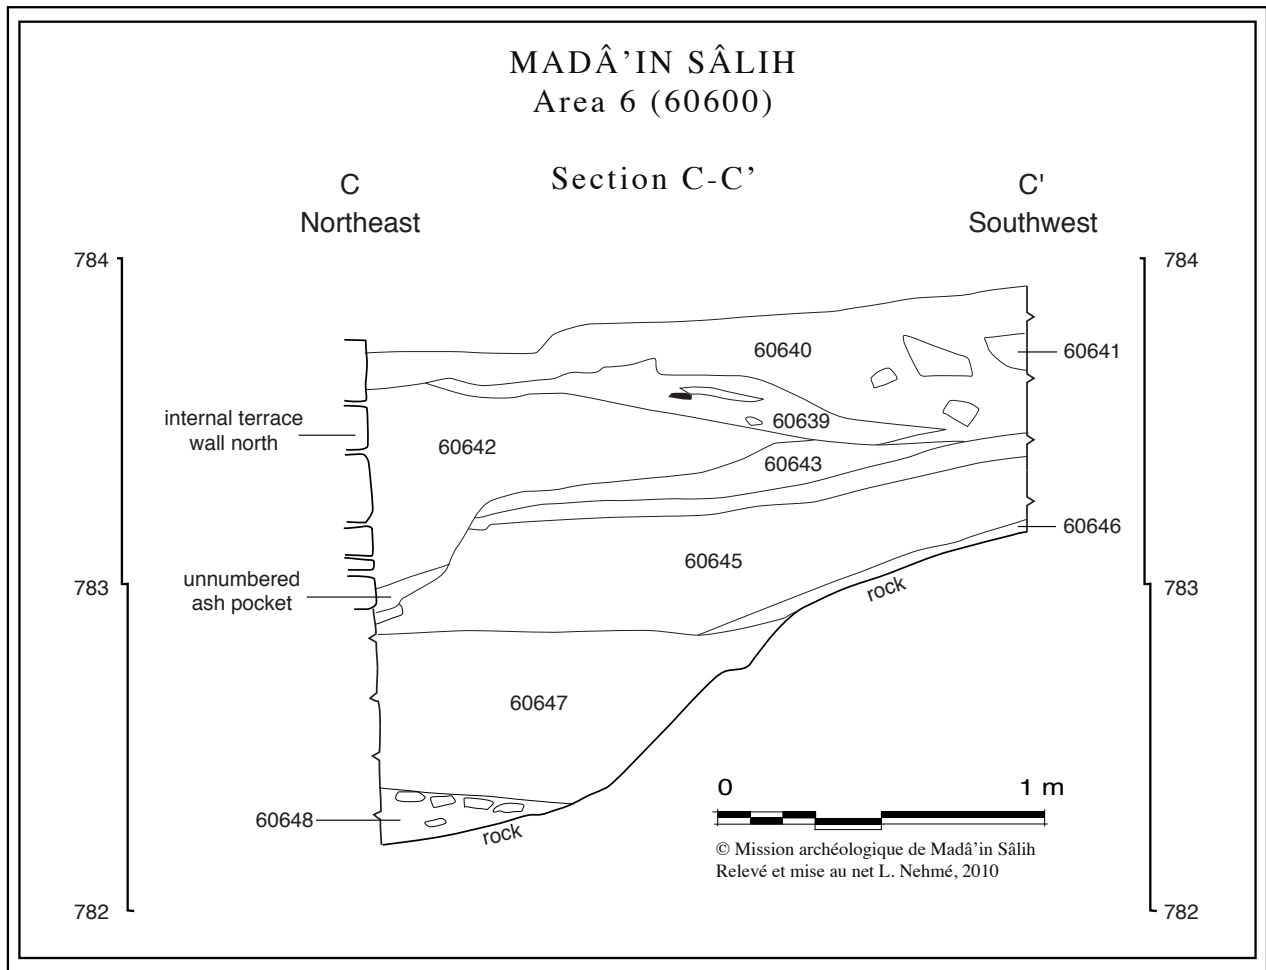 MADÂ’IN SÂLIH
Area 6 (60600)
Section C-C’
C
Northeast
C'
Southwest
784
784
60640
60641
internal terrace
wall north
60639
60642
60643
60646
60645
unnumbered
ash pocket
783
783
rock
60647
0
1 m
60648
rock
© Mission archéologique de Madâ’in Sâlih
Relevé et mise au net L. Nehmé, 2010
782
782